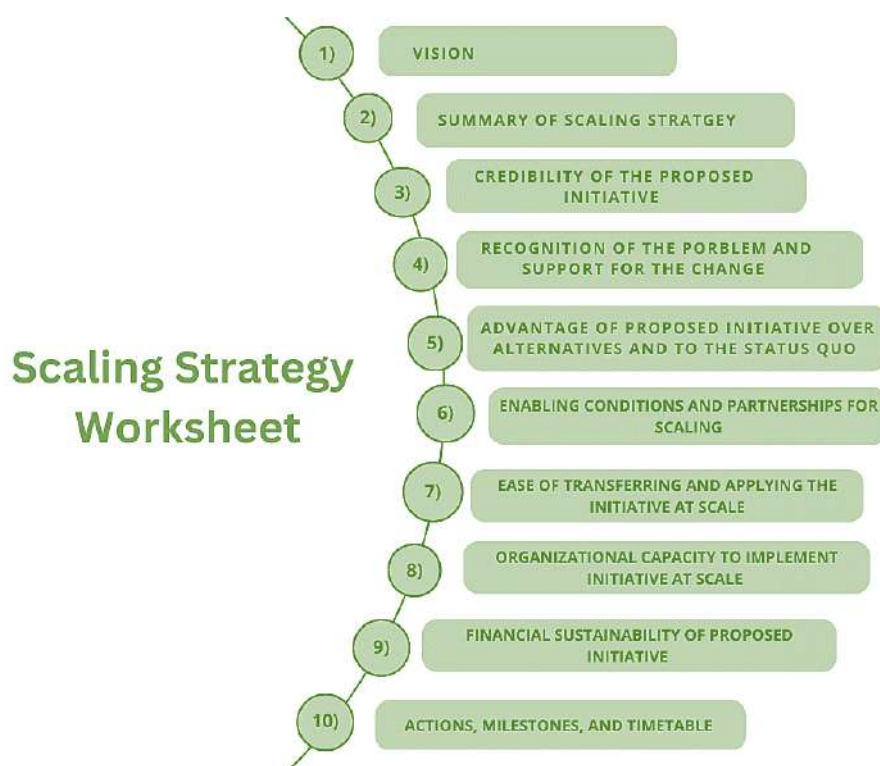 Scaling Strategy
Worksheet
1)
VISION
2)
SUMMARY OF SCALING STRATGEY
3)
CREDIBILITY OF THE PROPOSED
INITIATIVE
4)
RECOGNITION OF THE PORBLEM AND
SUPPORT FOR THE CHANGE
5)
ADVANTAGE OF PROPOSED INITIATIVE OVER
ALTERNATIVES AND TO THE STATUS QUO
6)
ENABLING CONDITIONS AND PARTNERSHIPS FOR
SCALING
7)
EASE OF TRANSFERRING AND APPLYING THE
INITIATIVE AT SCALE
8)
ORGANIZATIONAL CAPACITY TO IMPLEMENT
INITIATIVE AT SCALE
9)
FINANCIAL SUSTAINABILITY OF PROPOSED
INITIATIVE
10)
ACTIONS, MILESTONES, AND TIMETABLE